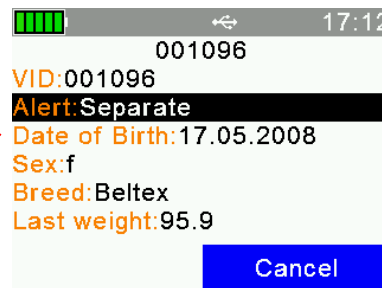 17:12
001096
VID:001096
Alert:Separate
Date of Birth:17.05.2008
Sex:f
Breed:Beltex
Last weight:95.9
Cancel